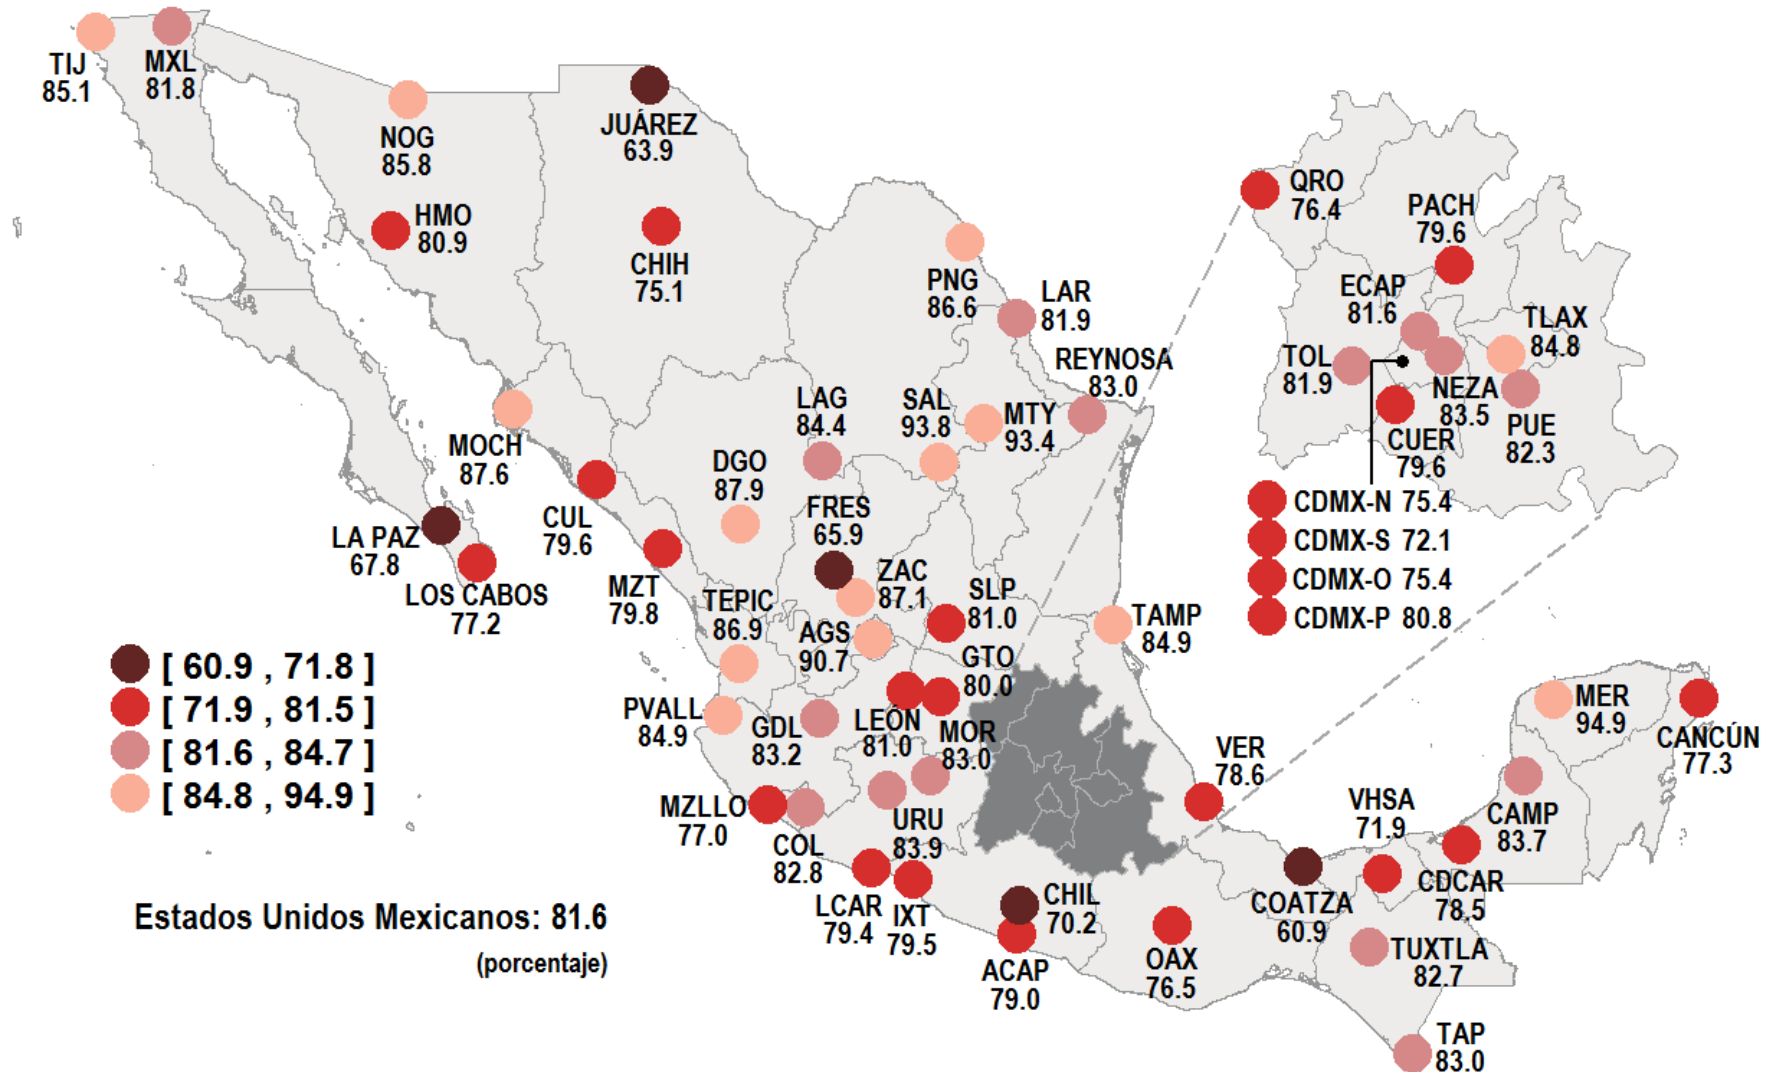 TIJ
85.1
MXL
81.8
NOG
85.8
JUÁREZ
63.9
HMO
80.9
CHIH
75.1
PNG
86.6
LAR
81.9
REYNOSA
83.0
MOCH
87.6
LAG
84.4
SAL
93.8
MTY
93.4
DGO
87.9
FRES
65.9
CUL
79.6
LA PAZ
67.8
LOS CABOS
77.2
MZT
79.8
ZAC
87.1
SLP
81.0
TEPIC
86.9
AGS
90.7
GTO
80.0
TAMP
84.9
PVALL
84.9
GDL
83.2
LEÓN
81.0
MOR
83.0
MZLLO
77.0
COL
82.8
URU
83.9
LCAR
79.4
IXT
79.5
CHIL
70.2
ACAP
79.0
OAX
76.5
VER
78.6
COATZA
60.9
VHSA
71.9
CDCAR
78.5
TUXTLA
82.7
TAP
83.0
CAMP
83.7
MER
94.9
CANCÚN
77.3
QRO
76.4
PACH
79.6
ECAP
81.6
TLAX
84.8
TOL
81.9
NEZA
83.5
CUER
79.6
PUE
82.3
CDMX-N 75.4
CDMX-S 72.1
CDMX-O 75.4
CDMX-P 80.8
[ 60.9 , 71.8 ]
[ 71.9 , 81.5 ]
[ 81.6 , 84.7 ]
[ 84.8 , 94.9 ]
Estados Unidos Mexicanos: 81.6
(porcentaje)